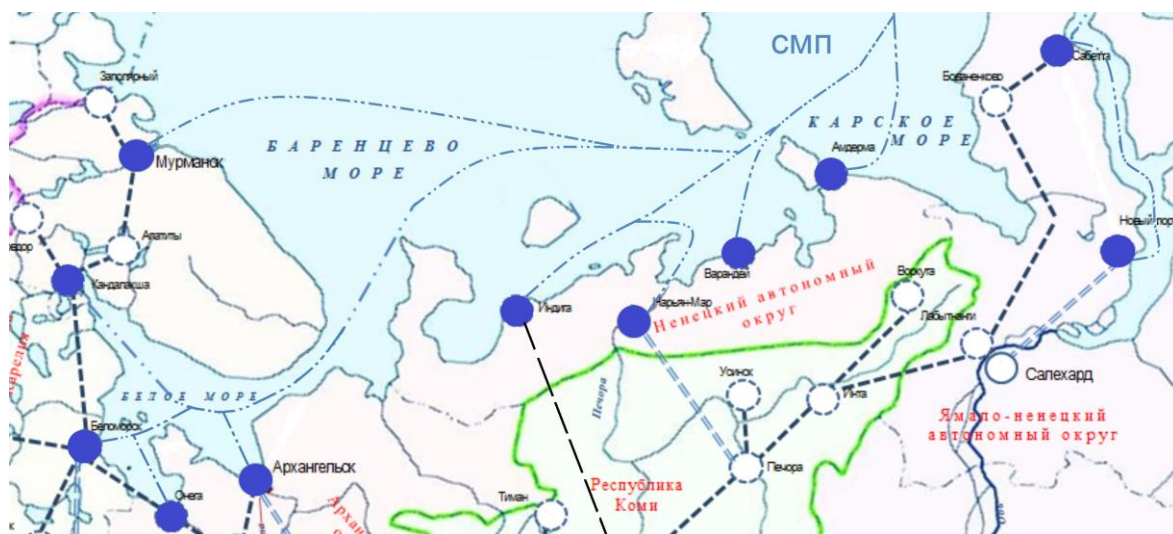 СМП
Сабетта
Заполярный
Бованенково
КАРСКОЕ
МОРЕ
БАРЕНЦЕВО
МОРЕ
Мурманск
Амдерма
Новый порт
Апатиты
Кандалакша
Варандей
Воркута
Индига
Нарьян-Мар
Ненецкий автономный
округ
Лабытнанги
Карелия
Печора
Усинск
Салехард
Инта
БЕЛОЕ МОРЕ
Ямало-ненецкий
автономный округ
Беломорск
Архангельск
Печора
Республика
Коми
Онега
Тиман
Обь